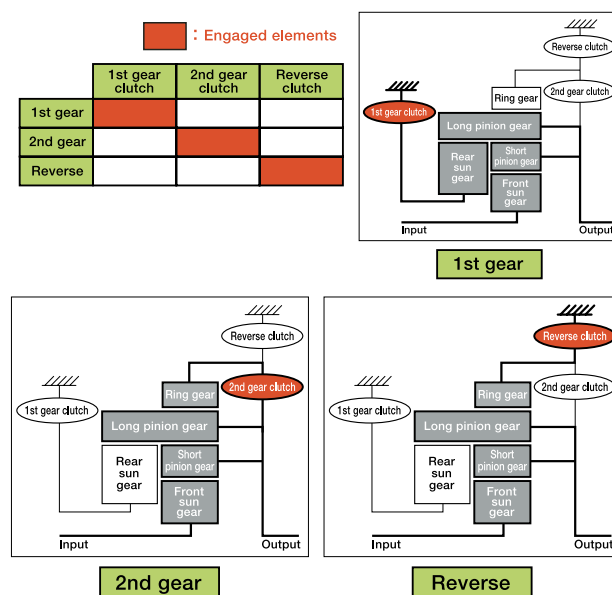 : Engaged elements
1st gear
clutch
2nd gear
clutch
Reverse
clutch
1st gear
2nd gear
Reverse
Reverse clutch
2nd gear clutch
Ring gear
1st gear clutch
Long pinion gear
Rear
sun
gear
Short
pinion gear
Front
sun
gear
Input
Output
1st gear
Reverse clutch
2nd gear clutch
Ring gear
1st gear clutch
Long pinion gear
Rear
sun
gear
Short
pinion gear
Front
sun
gear
Input
Output
2nd gear
Reverse clutch
2nd gear clutch
Ring gear
1st gear clutch
Long pinion gear
Rear
sun
gear
Short
pinion gear
Front
sun
gear
Input
Output
Reverse